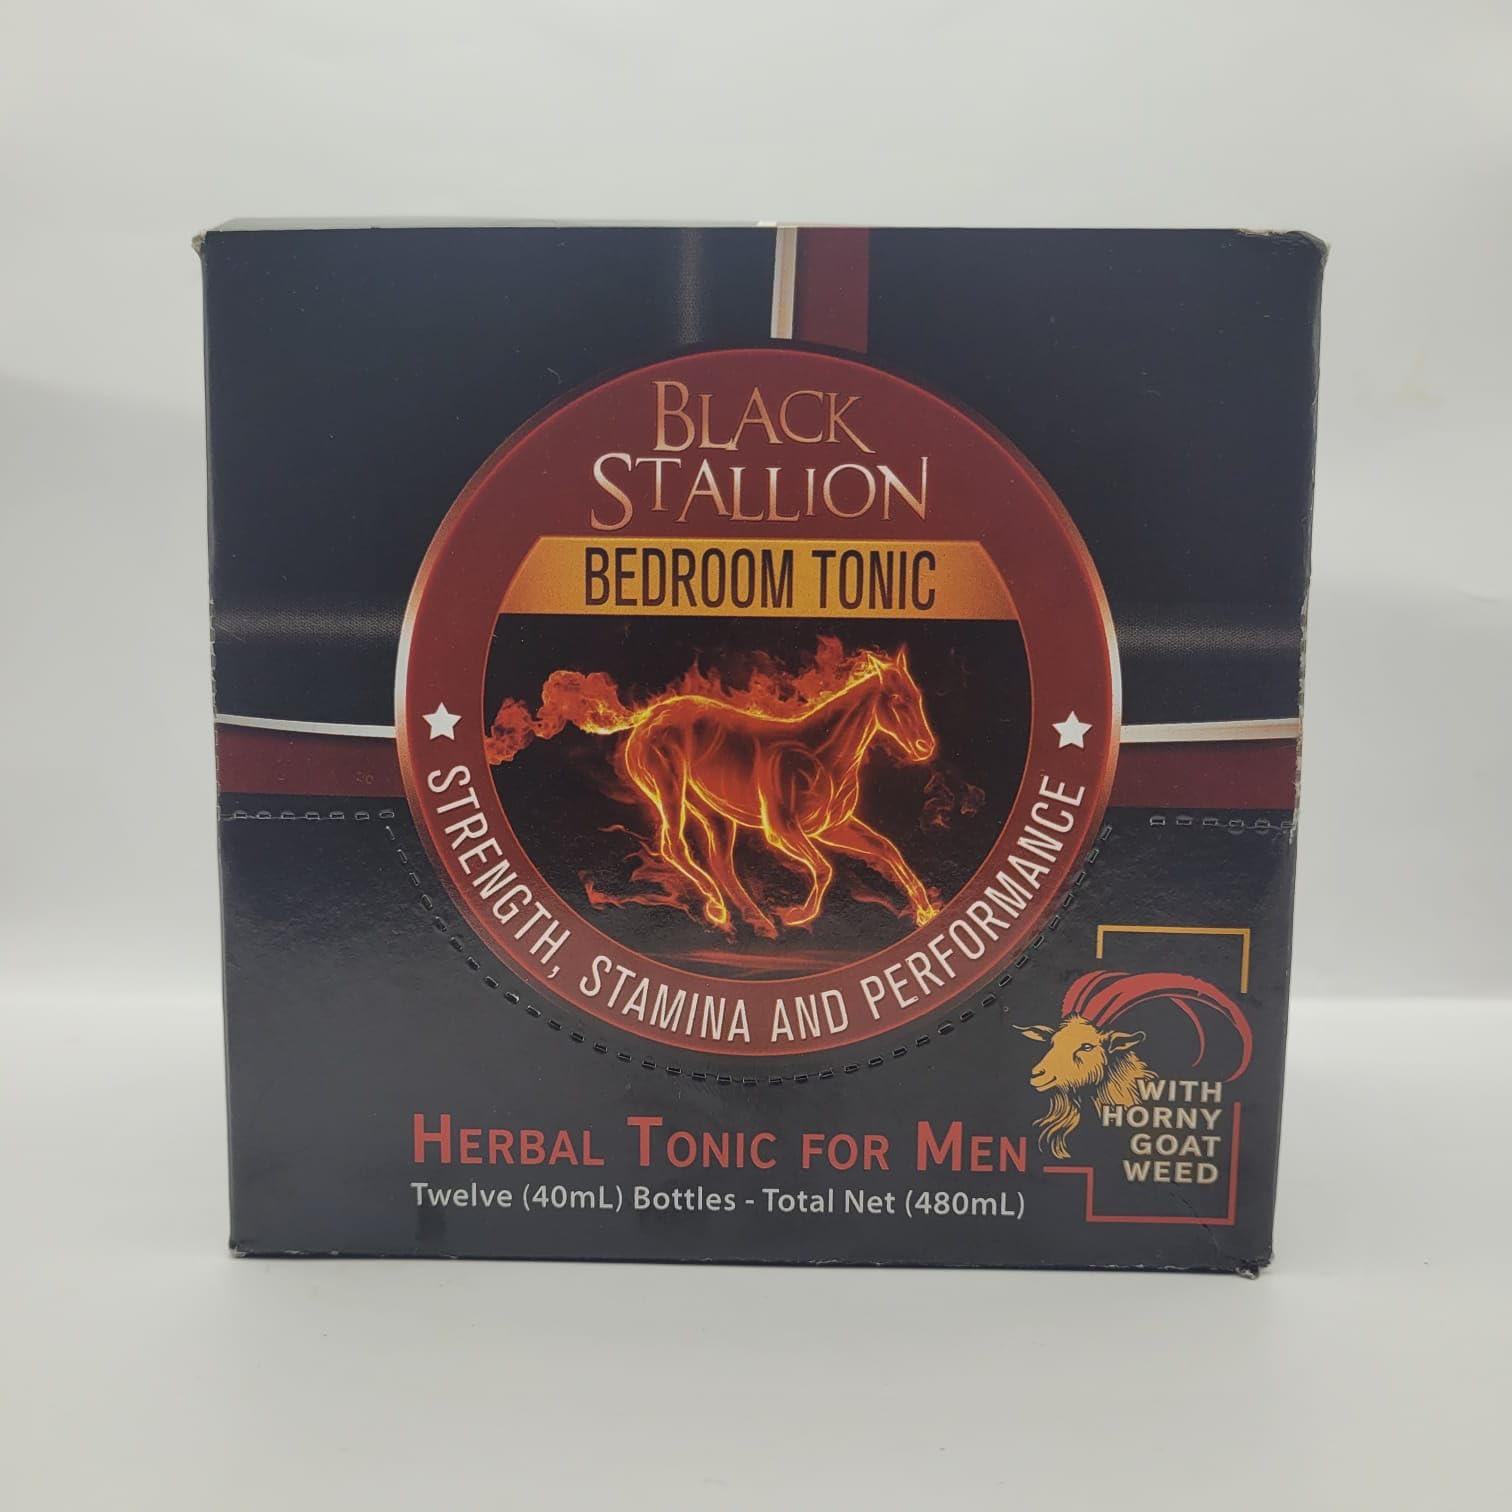 BLACK
STALLION
BEDROOM TONIC
STRENGTH, STAMINA AND PERFORMANCE
WITH
HORNY
GOAT
WEED
HERBAL TONIC FOR MEN
Twelve (40mL) Bottles - Total Net (480mL)